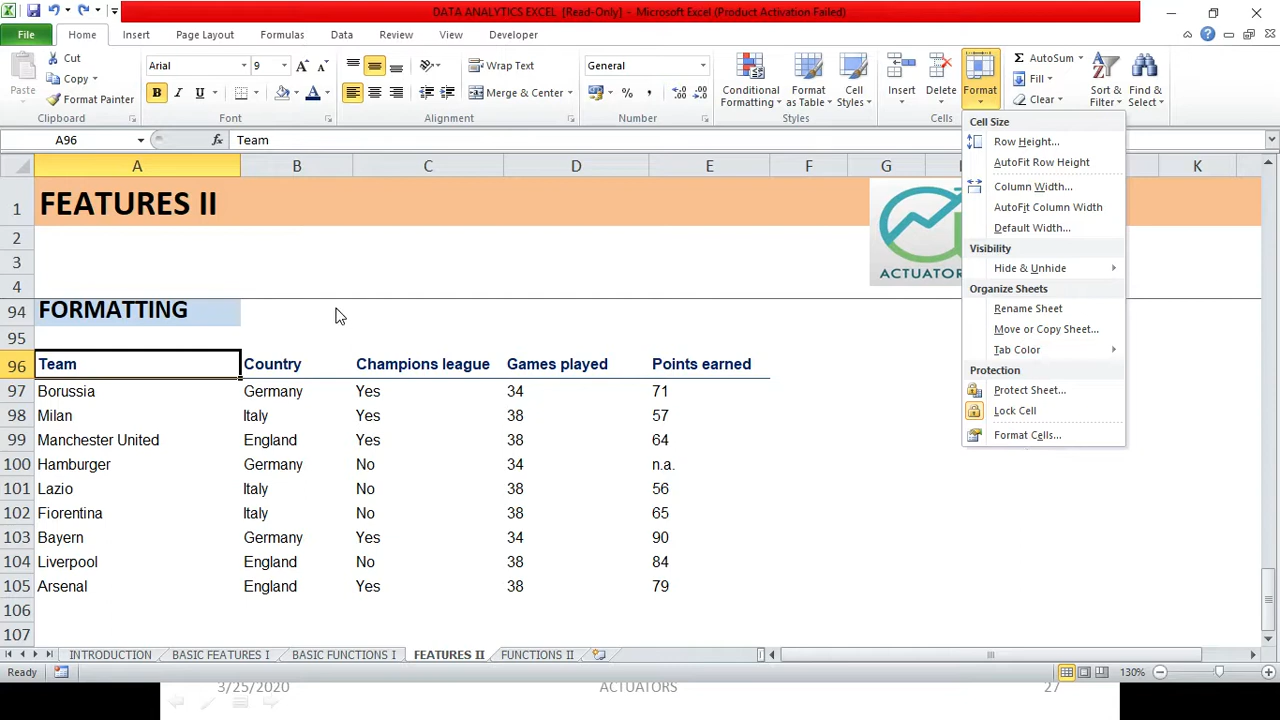 DATA ANALYTICS EXCEL [Read-Only] - Microsoft Excel (Product Activation Failed)
File Home Insert Page Layout Formulas Data Review View Developer
Paste
Cut
Copy
Format Painter
Clipboard
Arial 9
B I U A
Font
Wrap Text
Merge & Center
Alignment
General
%
Number
Conditional Formatting
Format as Table
Cell Styles
Styles
Insert Delete Format
Cells
AutoSum
Fill
Clear
Sort & Filter
Find & Select
A96 fx Team
Cell Size
Row Height...
AutoFit Row Height
Column Width...
AutoFit Column Width
Default Width...
Visibility
Hide & Unhide
Organize Sheets
Rename Sheet
Move or Copy Sheet...
Tab Color
Protection
Protect Sheet...
Lock Cell
Format Cells...
A B C D E F G K
1 FEATURES II
2
3
4
ACTUATOR
94 FORMATTING
95
96 Team Country Champions league Games played Points earned
97 Borussia Germany Yes 34 71
98 Milan Italy Yes 38 57
99 Manchester United England Yes 38 64
100 Hamburger Germany No 34 n.a.
101 Lazio Italy No 38 56
102 Fiorentina Italy No 38 65
103 Bayern Germany Yes 34 90
104 Liverpool England No 38 84
105 Arsenal England Yes 38 79
106
107
INTRODUCTION BASIC FEATURES I BASIC FUNCTIONS I FEATURES II FUNCTIONS II
Ready 130%
3/25/2020 ACTUATORS 27